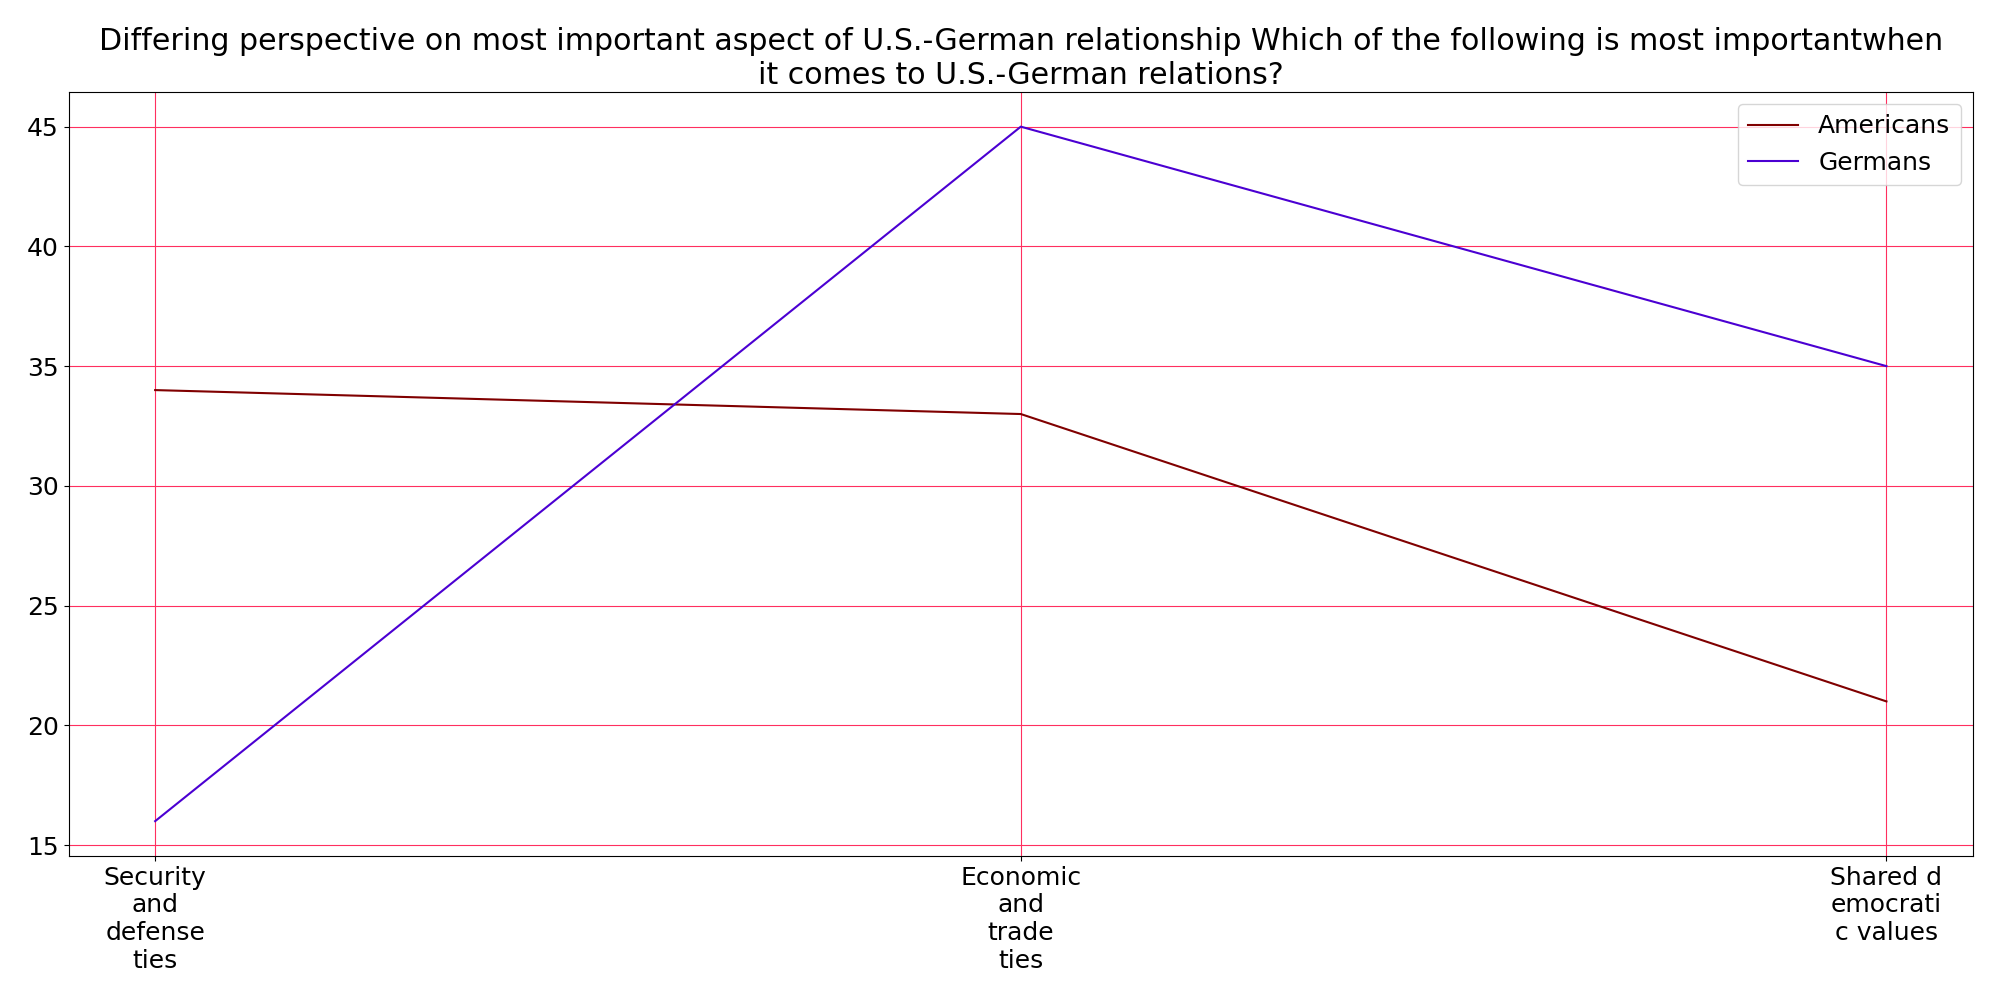 Differing perspective on most important aspect of U.S.-German relationship Which of the following is most importantwhen
it comes to U.S.-German relations?
Americans
Germans
45
40
35
30
25
20
15
Security
and
defense
ties
Economic
and
trade
ties
Shared d
emocrati
c values